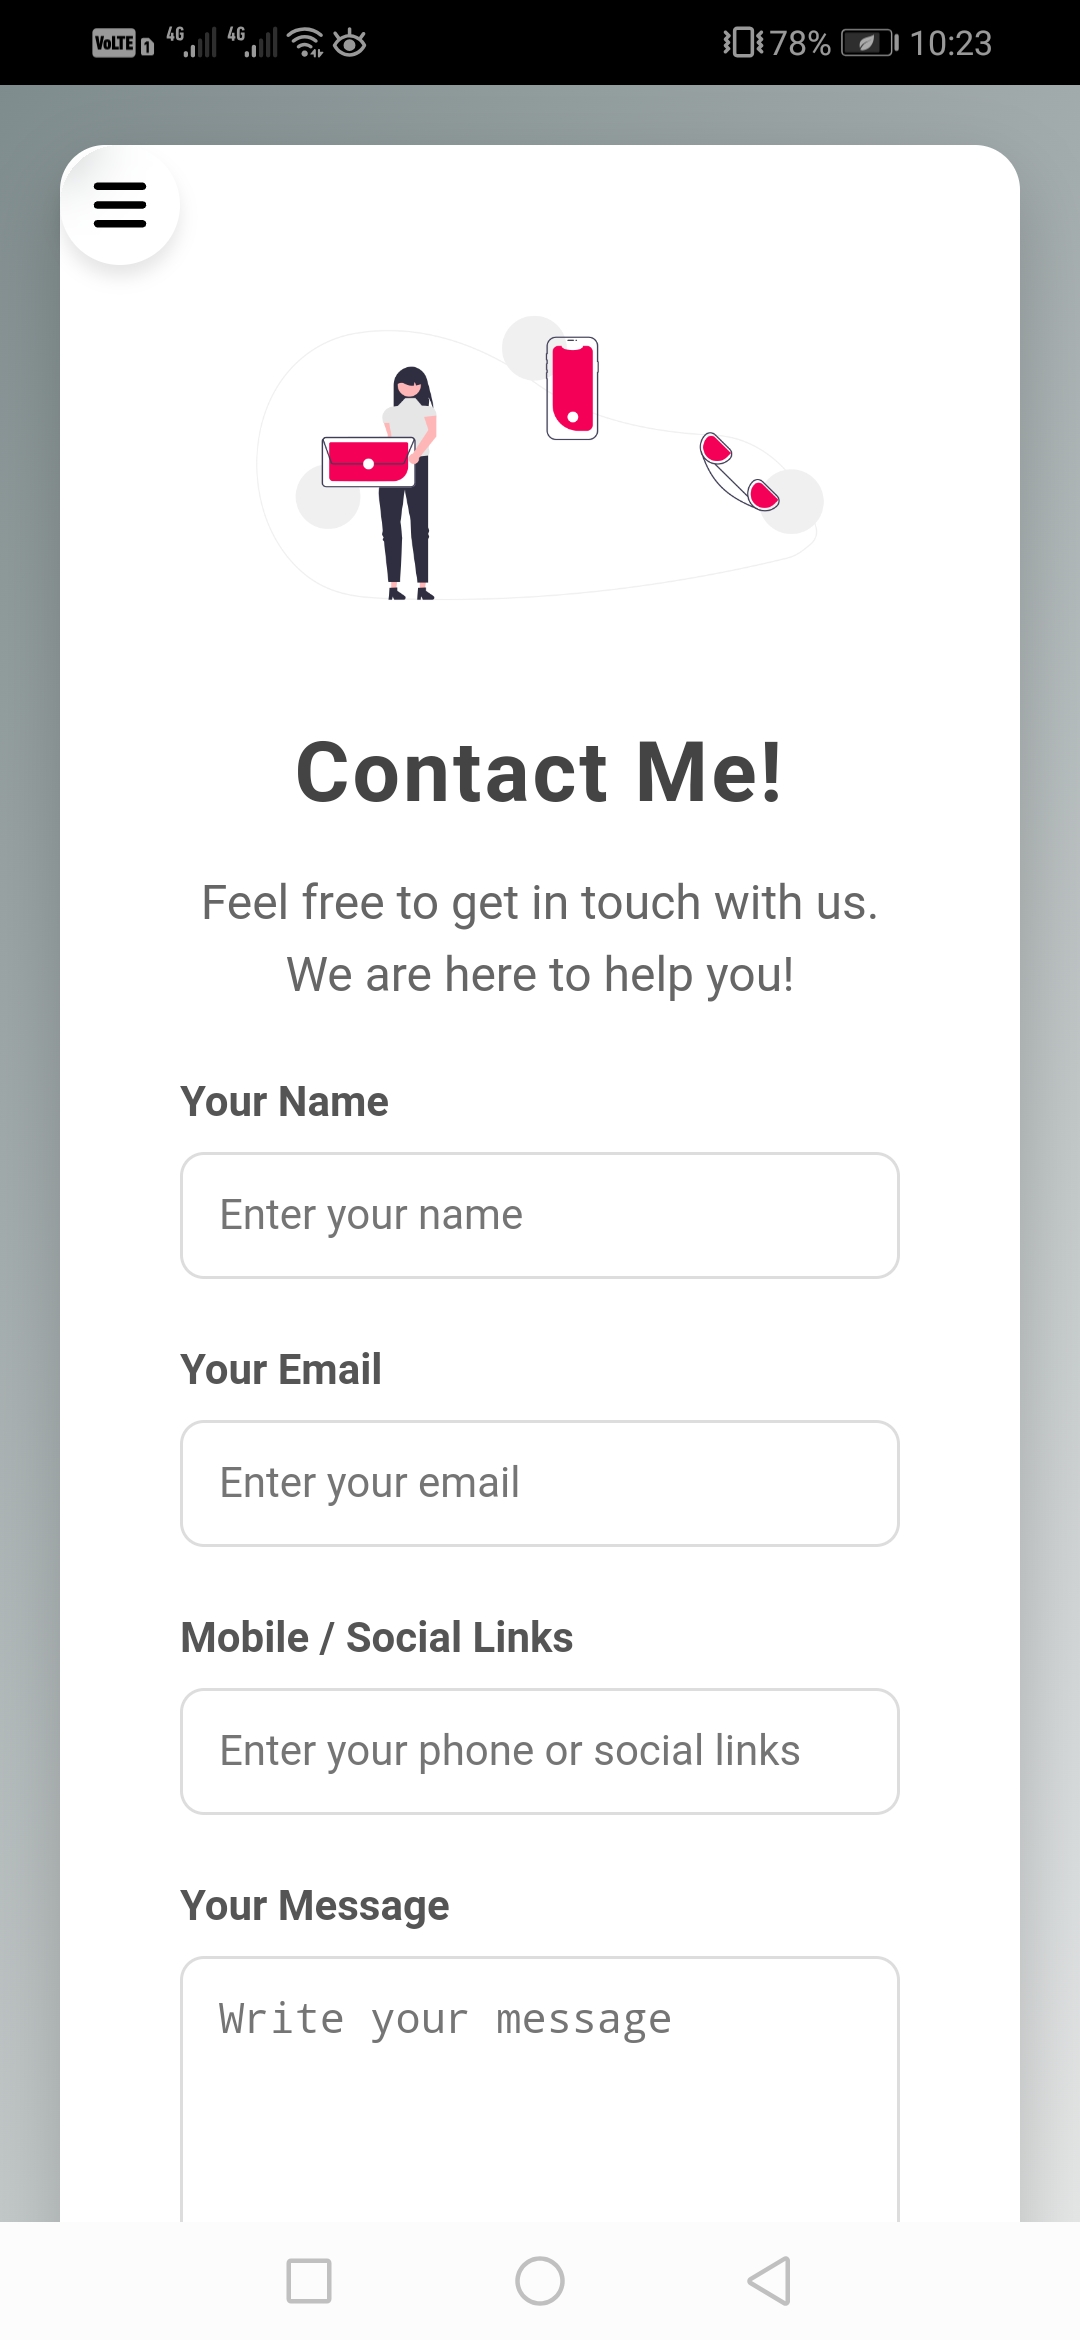 VoLTE 1 4G 4G 78% 10:23
Contact Me!
Feel free to get in touch with us.
We are here to help you!
Your Name
Enter your name
Your Email
Enter your email
Mobile / Social Links
Enter your phone or social links
Your Message
Write your message